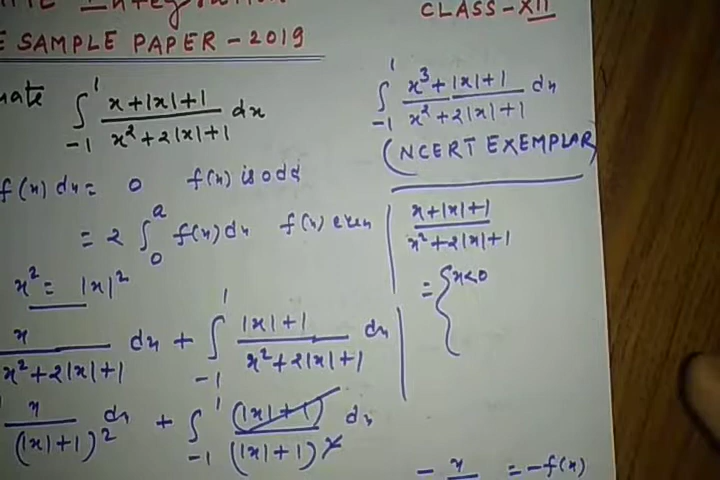 CLASS-XII
SAMPLE PAPER - 2019
∫_{-1}^{1} (x+|x|+1)/(x²+2|x|+1) dx
∫_{-1}^{1} (x³+|x|+1)/(x²+2|x|+1) dx
(NCERT EXEMPLAR)
f(x) dx = 0 f(x) is odd
= 2 ∫_{0}^{a} f(x) dx f(x) even
x² = |x|²
x/(x²+2|x|+1) dx + ∫_{-1}^{1} (|x|+1)/(x²+2|x|+1) dx
x/(|x|+1)² dx + ∫_{-1}^{1} (|x|+1)/(|x|+1)² dx
(x+|x|+1)/(x²+2|x|+1)
= { x<0
- x = -f(x)